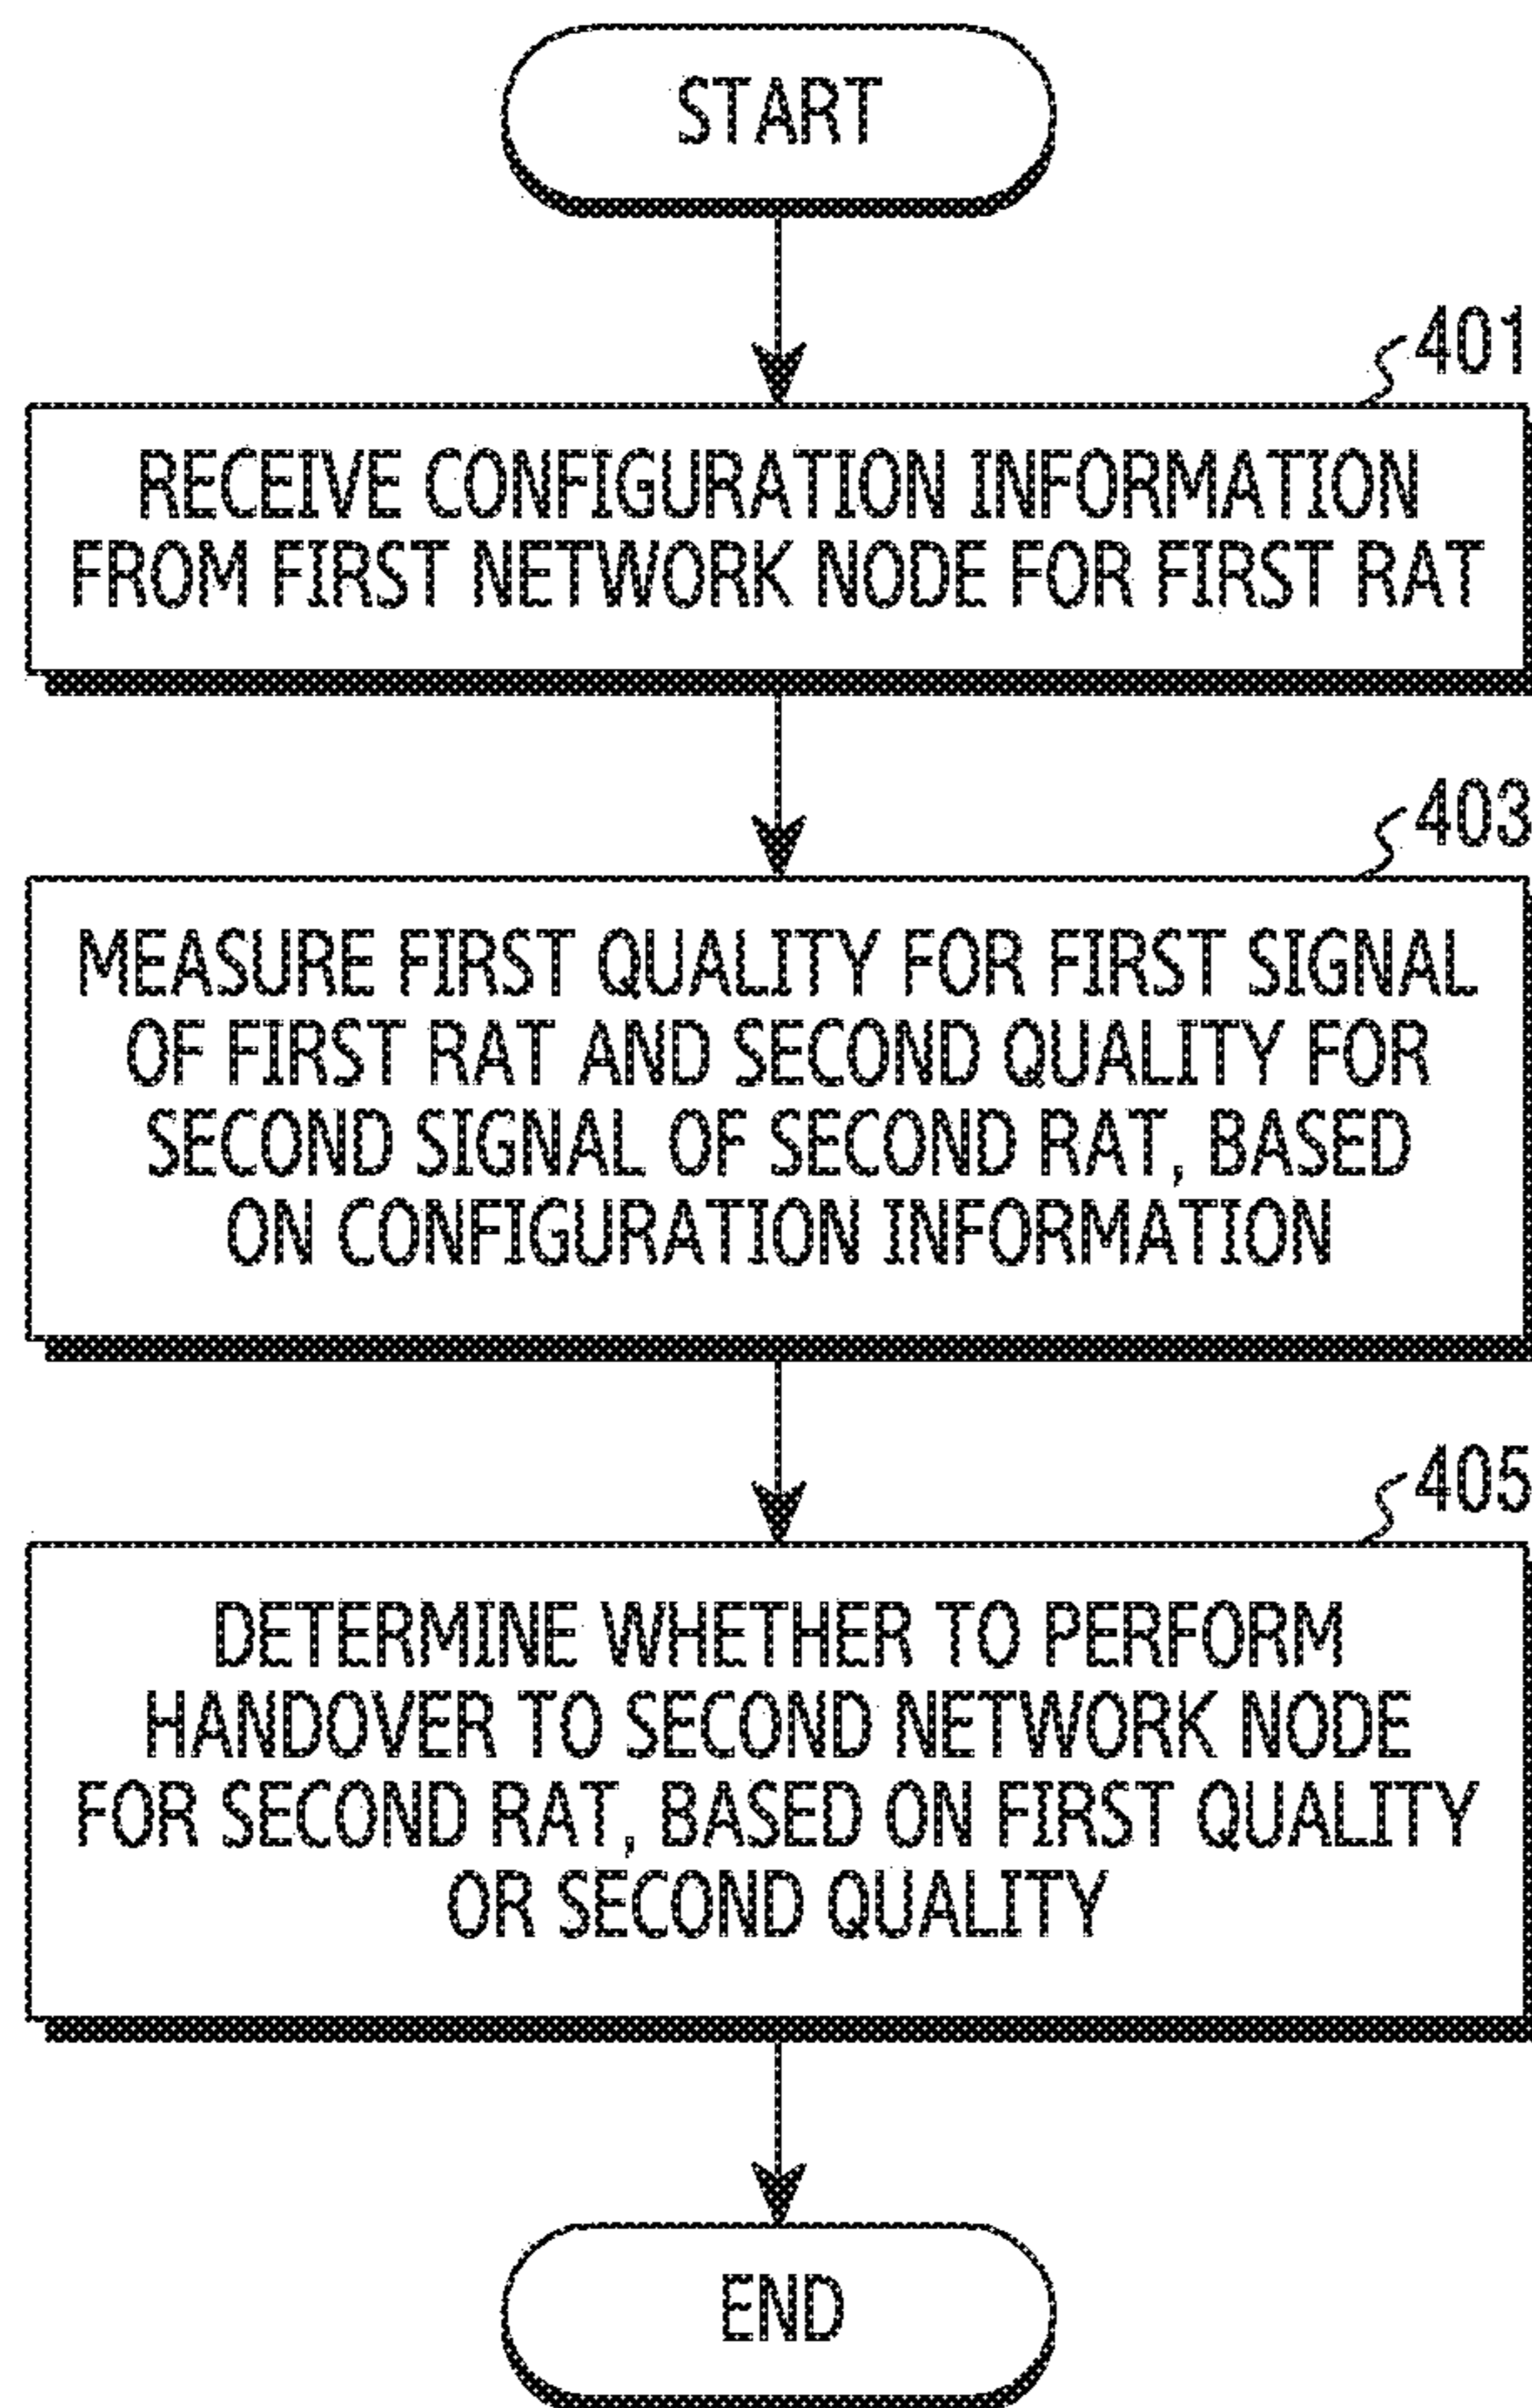 START
401
RECEIVE CONFIGURATION INFORMATION
FROM FIRST NETWORK NODE FOR FIRST RAT
403
MEASURE FIRST QUALITY FOR FIRST SIGNAL
OF FIRST RAT AND SECOND QUALITY FOR
SECOND SIGNAL OF SECOND RAT, BASED
ON CONFIGURATION INFORMATION
405
DETERMINE WHETHER TO PERFORM
HANDOVER TO SECOND NETWORK NODE
FOR SECOND RAT, BASED ON FIRST QUALITY
OR SECOND QUALITY
END